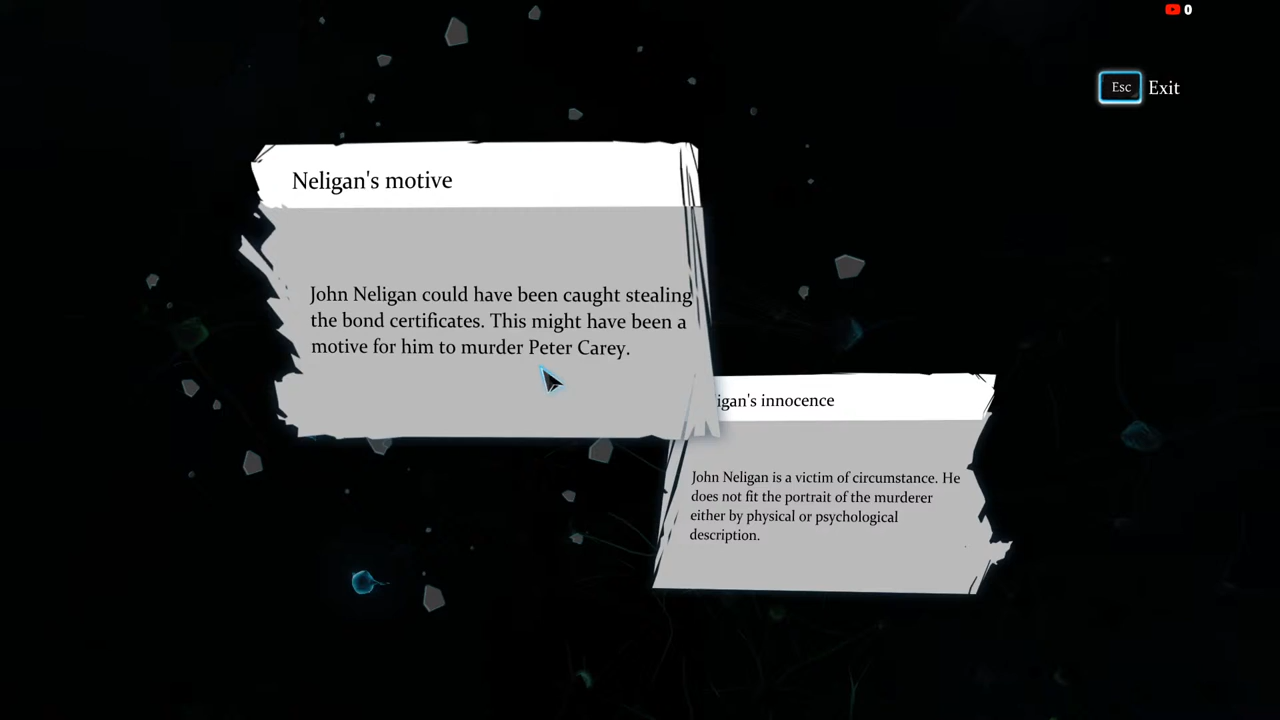 0
Esc Exit
Neligan's motive
John Neligan could have been caught stealing
the bond certificates. This might have been a
motive for him to murder Peter Carey.
igan's innocence
John Neligan is a victim of circumstance. He
does not fit the portrait of the murderer
either by physical or psychological
description.